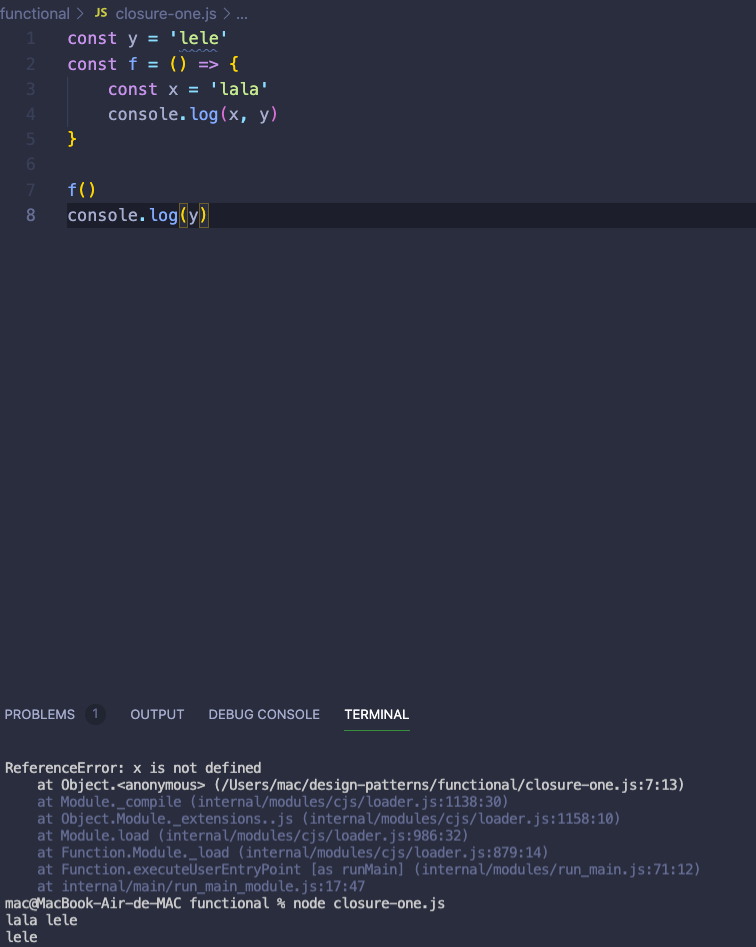 functional > JS closure-one.js > ...
1 const y = 'lele'
2 const f = () => {
3     const x = 'lala'
4     console.log(x, y)
5 }
6
7 f()
8 console.log(y)
PROBLEMS 1 OUTPUT DEBUG CONSOLE TERMINAL
ReferenceError: x is not defined
    at Object.<anonymous> (/Users/mac/design-patterns/functional/closure-one.js:7:13)
    at Module._compile (internal/modules/cjs/loader.js:1138:30)
    at Object.Module._extensions..js (internal/modules/cjs/loader.js:1158:10)
    at Module.load (internal/modules/cjs/loader.js:986:32)
    at Function.Module._load (internal/modules/cjs/loader.js:879:14)
    at Function.executeUserEntryPoint [as runMain] (internal/modules/run_main.js:71:12)
    at internal/main/run_main_module.js:17:47
mac@MacBook-Air-de-MAC functional % node closure-one.js
lala lele
lele